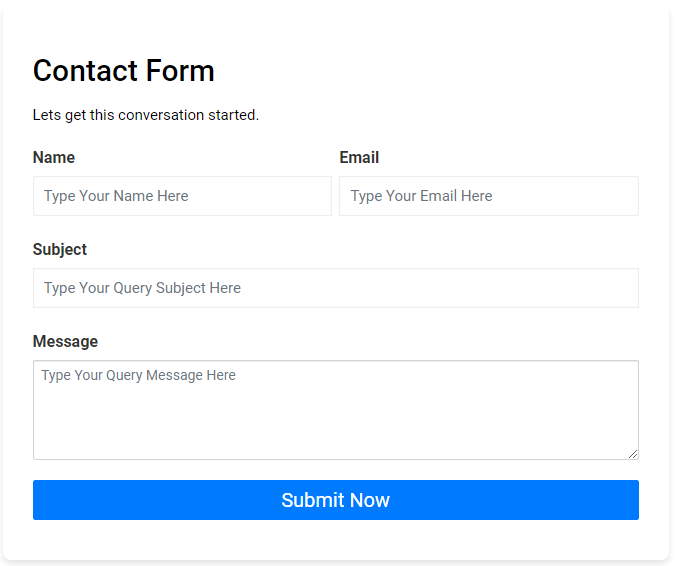 Contact Form
Lets get this conversation started.
Name Email
Type Your Name Here Type Your Email Here
Subject
Type Your Query Subject Here
Message
Type Your Query Message Here
Submit Now